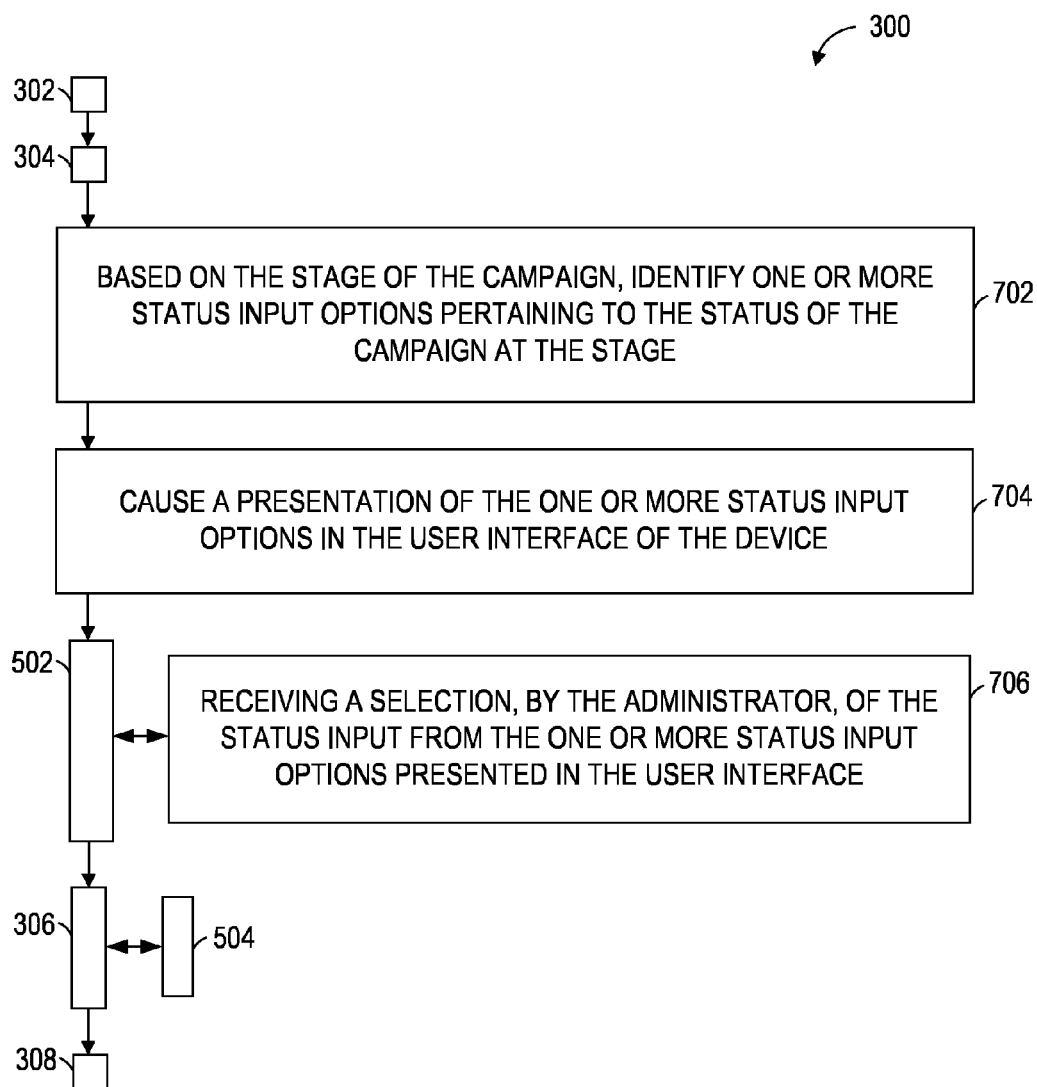 300
302
304
BASED ON THE STAGE OF THE CAMPAIGN, IDENTIFY ONE OR MORE
STATUS INPUT OPTIONS PERTAINING TO THE STATUS OF THE
CAMPAIGN AT THE STAGE
702
CAUSE A PRESENTATION OF THE ONE OR MORE STATUS INPUT
OPTIONS IN THE USER INTERFACE OF THE DEVICE
704
502
RECEIVING A SELECTION, BY THE ADMINISTRATOR, OF THE
STATUS INPUT FROM THE ONE OR MORE STATUS INPUT
OPTIONS PRESENTED IN THE USER INTERFACE
706
306
504
308